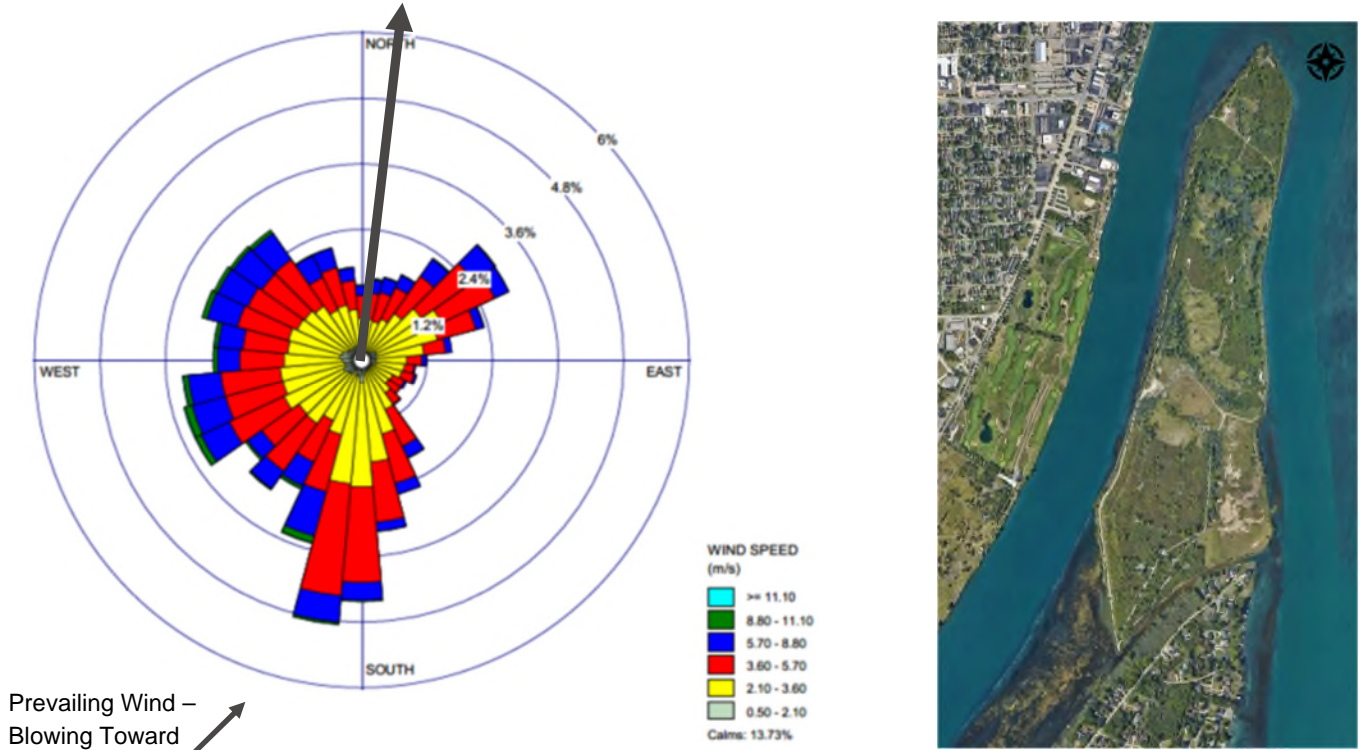 NORTH
6%
4.8%
3.6%
2.4%
1.2%
WEST
EAST
SOUTH
WIND SPEED
(m/s)
>= 11.10
8.80 - 11.10
5.70 - 8.80
3.60 - 5.70
2.10 - 3.60
0.50 - 2.10
Calms: 13.73%
Prevailing Wind –
Blowing Toward